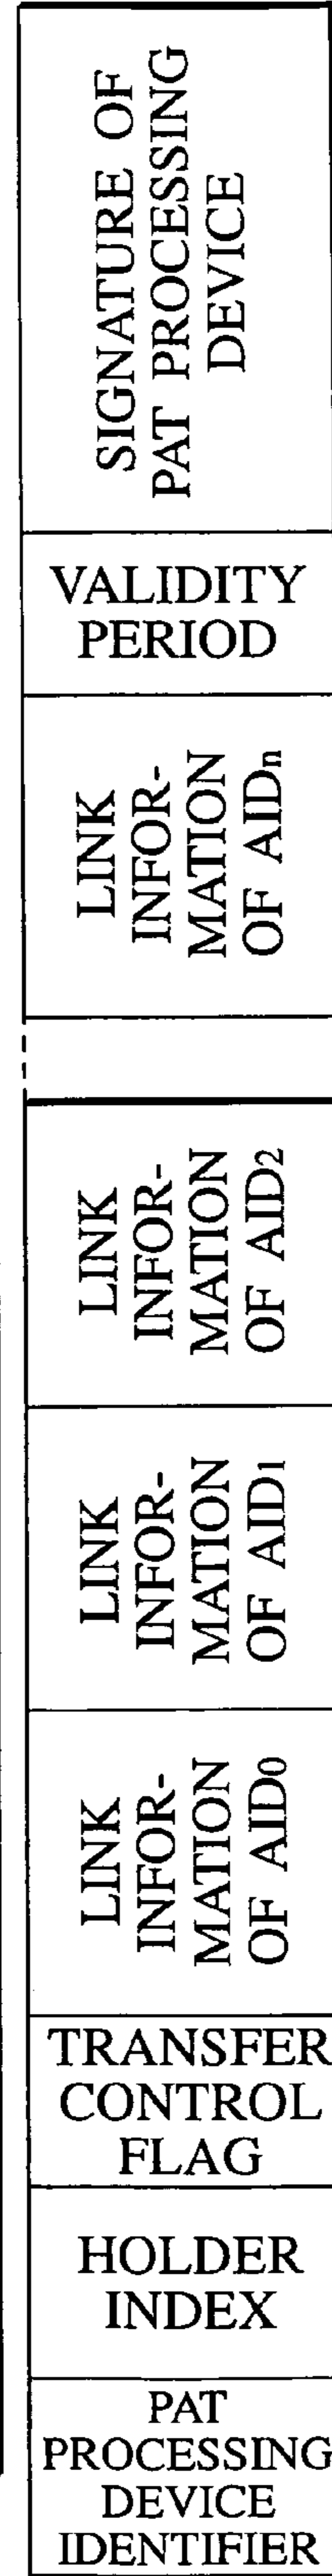 SIGNATURE OF
PAT PROCESSING
DEVICE
VALIDITY
PERIOD
LINK
INFOR-
MATION
OF AIDn
LINK
INFOR-
MATION
OF AID2
LINK
INFOR-
MATION
OF AID1
LINK
INFOR-
MATION
OF AID0
TRANSFER
CONTROL
FLAG
HOLDER
INDEX
PAT
PROCESSING
DEVICE
IDENTIFIER